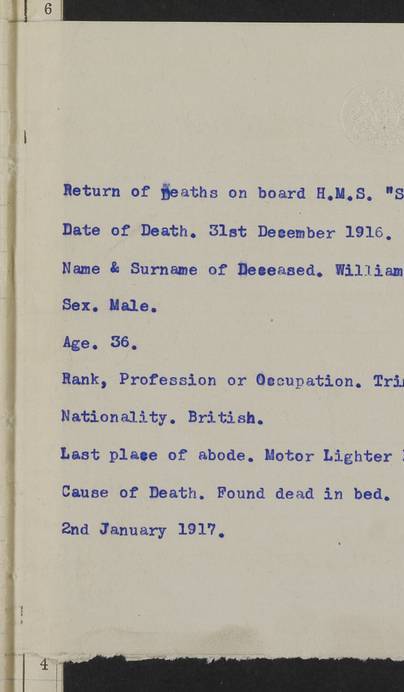 6
Return of Deaths on board H.M.S. "S
Date of Death. 31st December 1916.
Name & Surname of Deceased. William
Sex. Male.
Age. 36.
Rank, Profession or Occupation. Tri
Nationality. British.
Last place of abode. Motor Lighter
Cause of Death. Found dead in bed.
2nd January 1917.
4